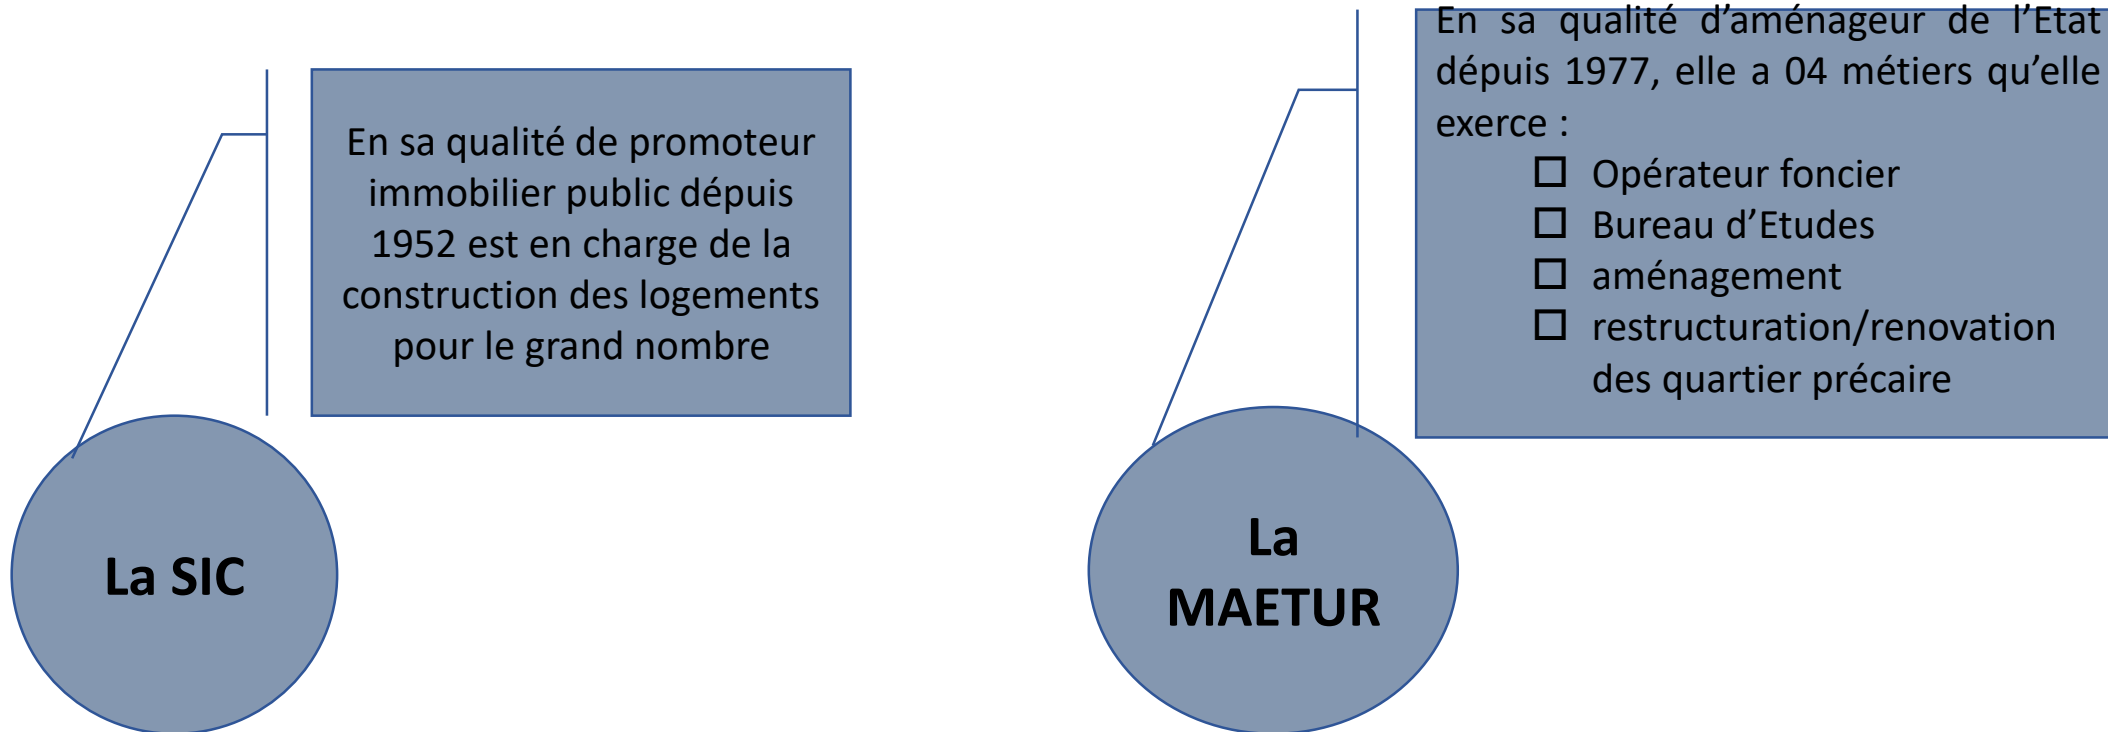 En sa qualité de promoteur
immobilier public dépuis
1952 est en charge de la
construction des logements
pour le grand nombre
La SIC
En sa qualité d’aménageur de l’Etat
dépuis 1977, elle a 04 métiers qu’elle
exerce :
☐ Opérateur foncier
☐ Bureau d’Etudes
☐ aménagement
☐ restructuration/renovation
des quartier précaire
La
MAETUR